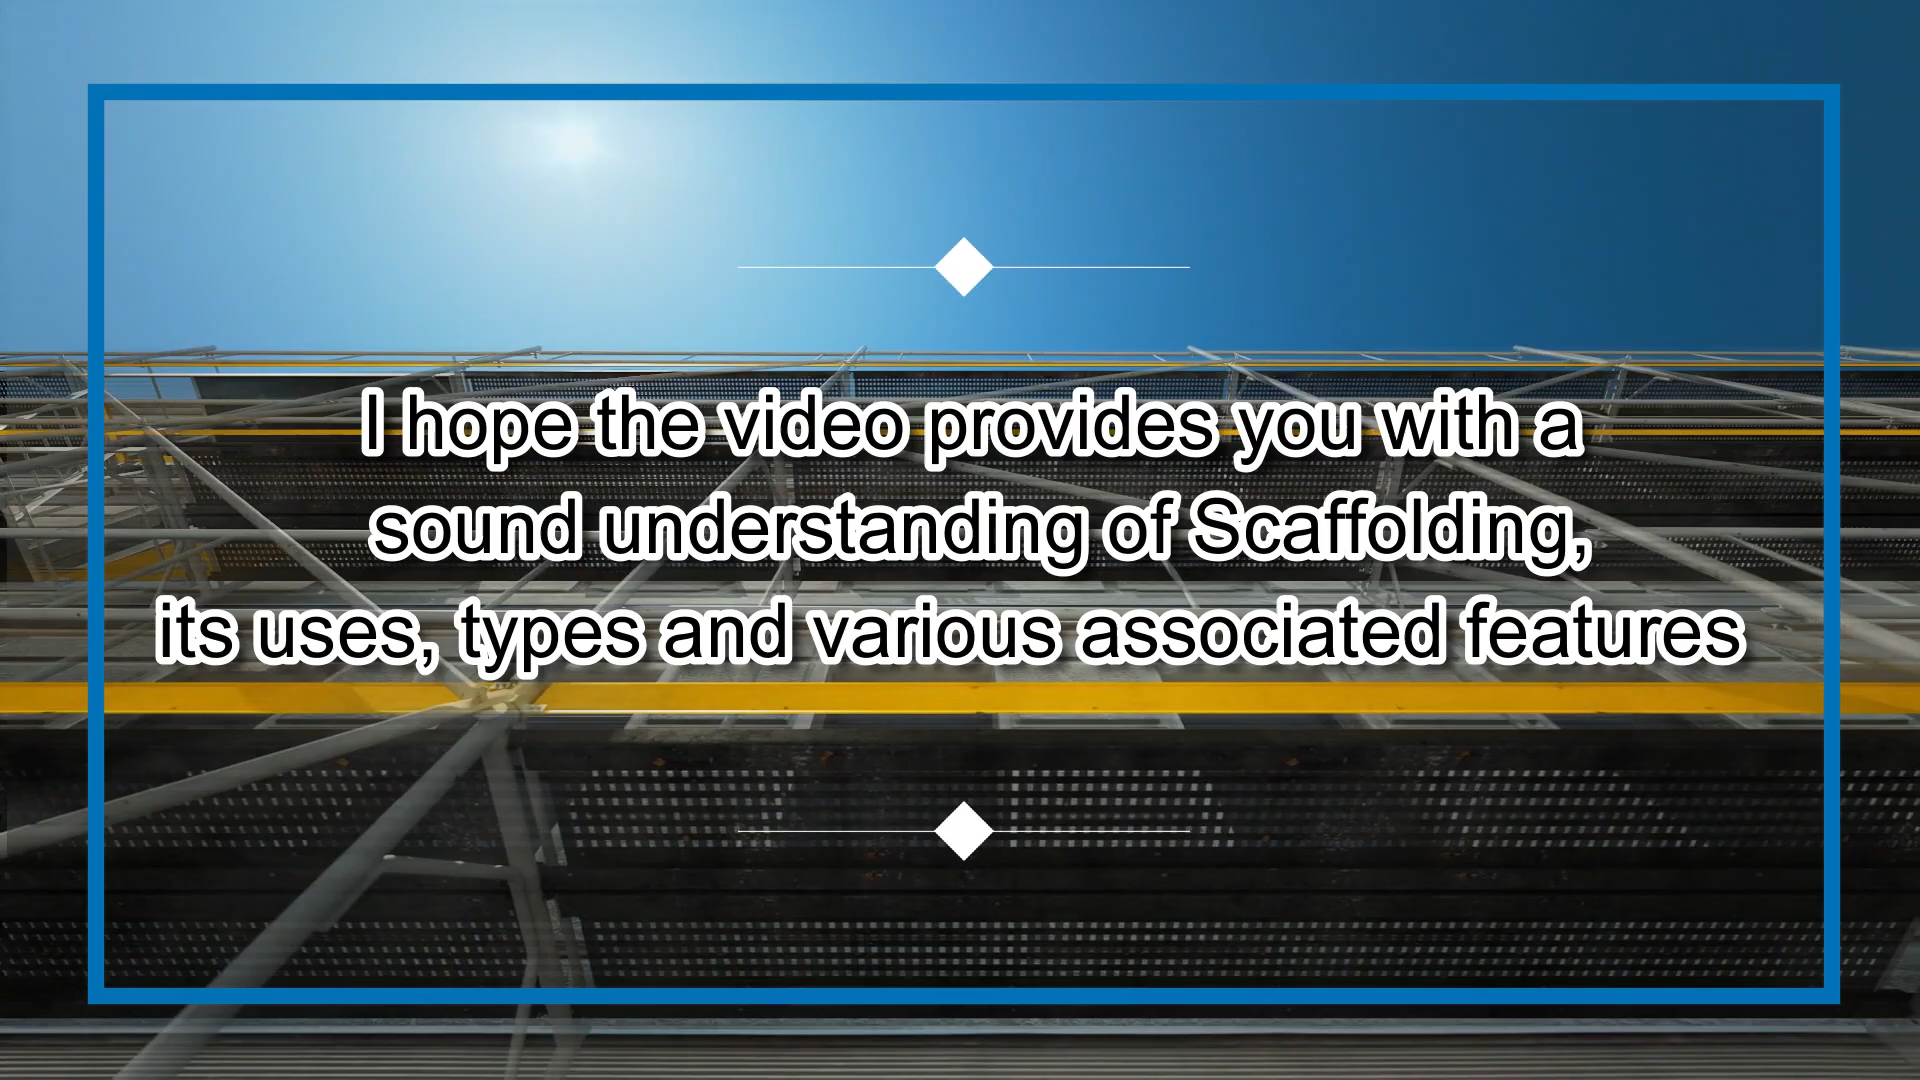 I hope the video provides you with a
sound understanding of Scaffolding,
its uses, types and various associated features